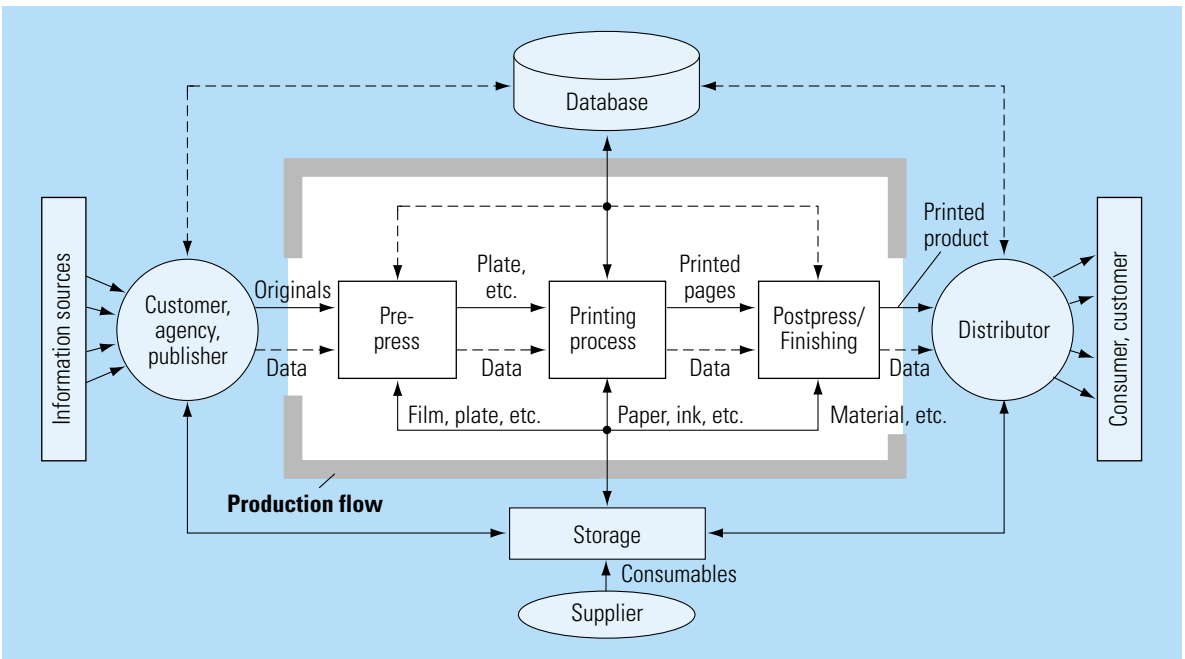 Database
Information sources
Customer,
agency,
publisher
Originals
Data
Pre-
press
Plate,
etc.
Data
Printing
process
Printed
pages
Data
Postpress/
Finishing
Printed
product
Data
Distributor
Consumer, customer
Film, plate, etc.
Paper, ink, etc.
Material, etc.
Production flow
Storage
Consumables
Supplier